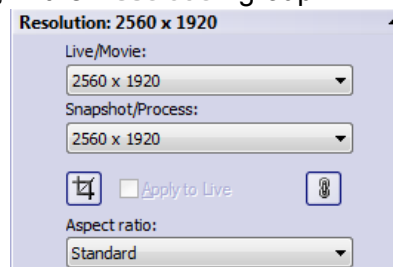 Resolution: 2560 x 1920
Live/Movie:
2560 x 1920
Snapshot/Process:
2560 x 1920
Apply to Live
Aspect ratio:
Standard